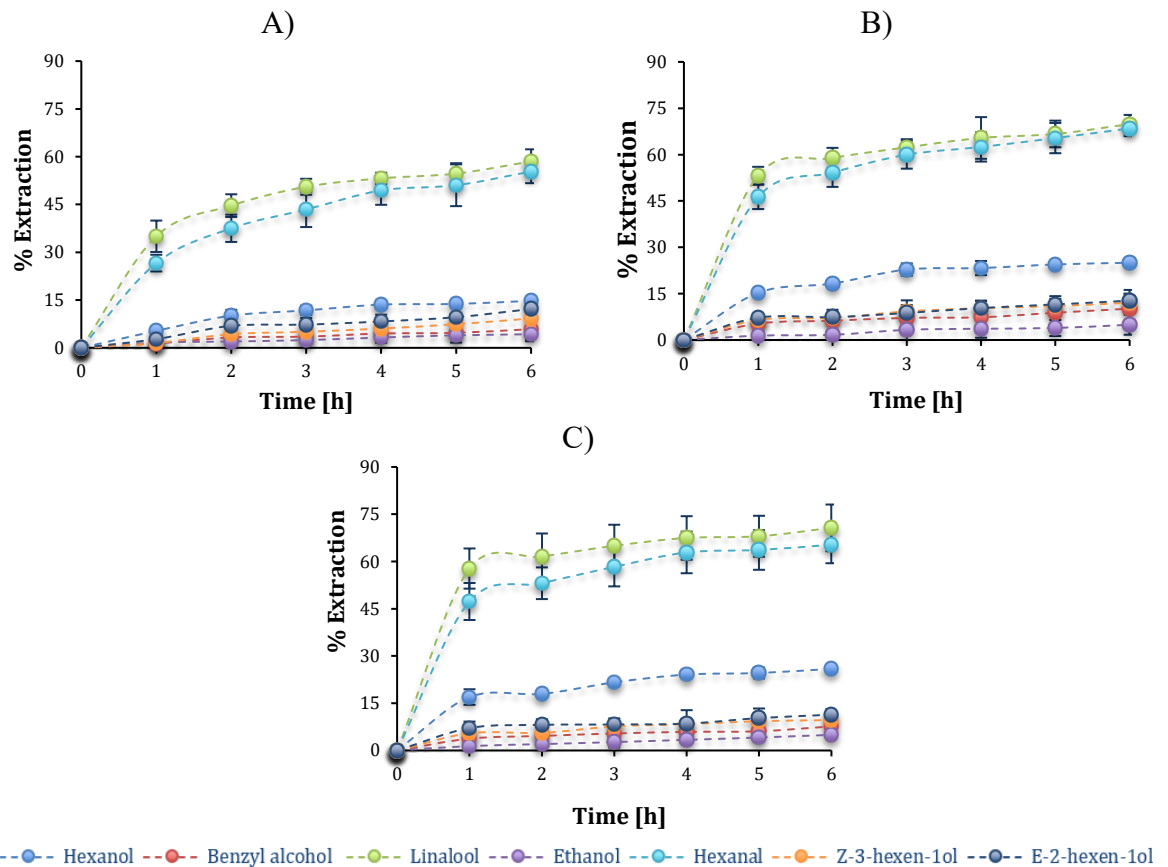 A)
90
75
60
45
30
15
0
% Extraction
0 1 2 3 4 5 6
Time [h]
B)
90
75
60
45
30
15
0
% Extraction
0 1 2 3 4 5 6
Time [h]
C)
90
75
60
45
30
15
0
% Extraction
0 1 2 3 4 5 6
Time [h]
Hexanol Benzyl alcohol Linalool Ethanol Hexanal Z-3-hexen-1ol E-2-hexen-1ol